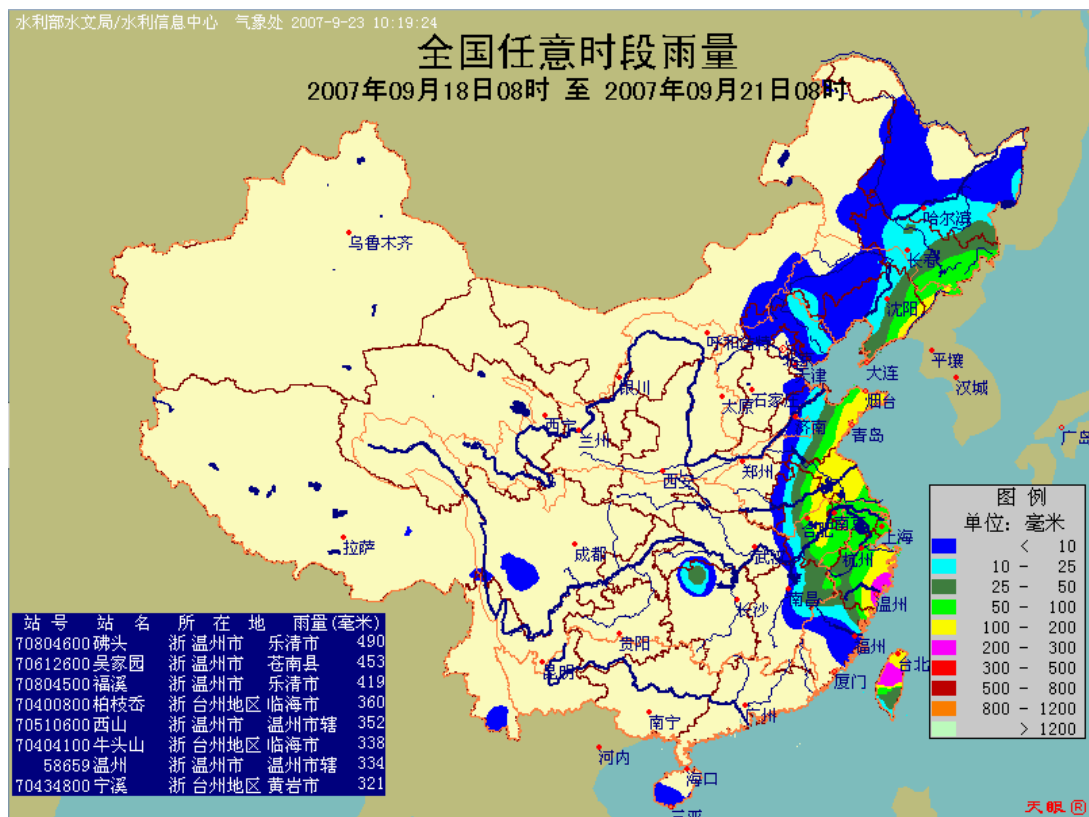 水利部水文局/水利信息中心 气象处 2007-9-23 10:19:24
全国任意时段雨量
2007年09月18日08时 至 2007年09月21日08时
哈尔滨
乌鲁木齐
长春
沈阳
呼和浩特
北京
平壤
大连
天津
汉城
银川
石家庄
太原
烟台
济南
西宁
青岛
兰州
广岛
郑州
西安
南京
合肥
上海
拉萨
成都
武汉
杭州
南昌
温州
长沙
贵阳
福州
台北
昆明
厦门
广州
南宁
河内
海口
三亚
图 例
单位: 毫米
< 10
10 - 25
25 - 50
50 - 100
100 - 200
200 - 300
300 - 500
500 - 800
800 - 1200
> 1200
站 号 站 名 所 在 地 雨量(毫米)
70804600 砩头 浙 温州市 乐清市 490
70612600 吴家园 浙 温州市 苍南县 453
70804500 福溪 浙 温州市 乐清市 419
70400800 柏枝岙 浙 台州地区 临海市 360
70510600 西山 浙 温州市 温州市辖 352
70404100 牛头山 浙 台州地区 临海市 338
58659 温州 浙 温州市 温州市辖 334
70434800 宁溪 浙 台州地区 黄岩市 321
天眼®